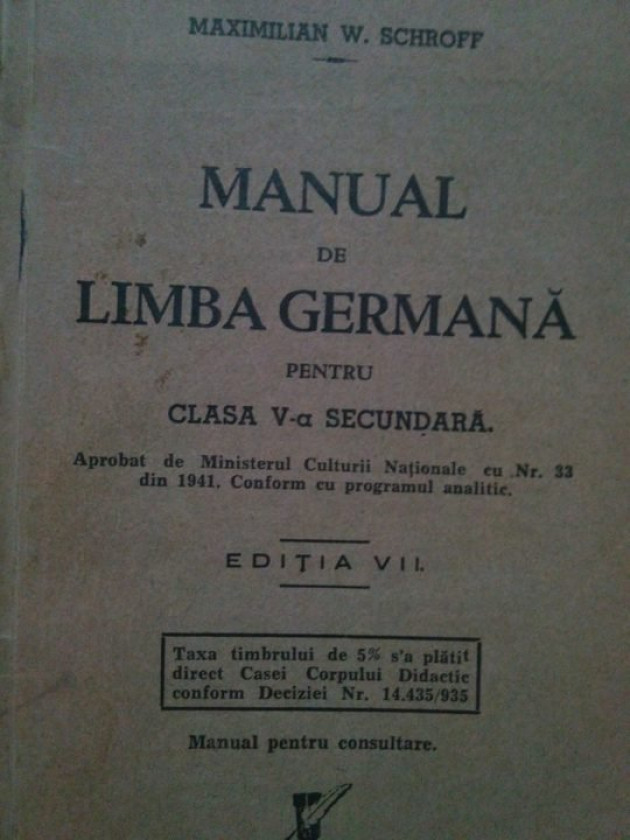 MAXIMILIAN W. SCHROFF
MANUAL
DE
LIMBA GERMANĂ
PENTRU
CLASA V-a SECUNDARĂ.
Aprobat de Ministerul Culturii Naționale cu Nr. 33
din 1941. Conform cu programul analitic.
EDIȚIA VII.
Taxa timbrului de 5% s'a plătit
direct Casei Corpului Didactic
conform Deciziei Nr. 14.435/935
Manual pentru consultare.